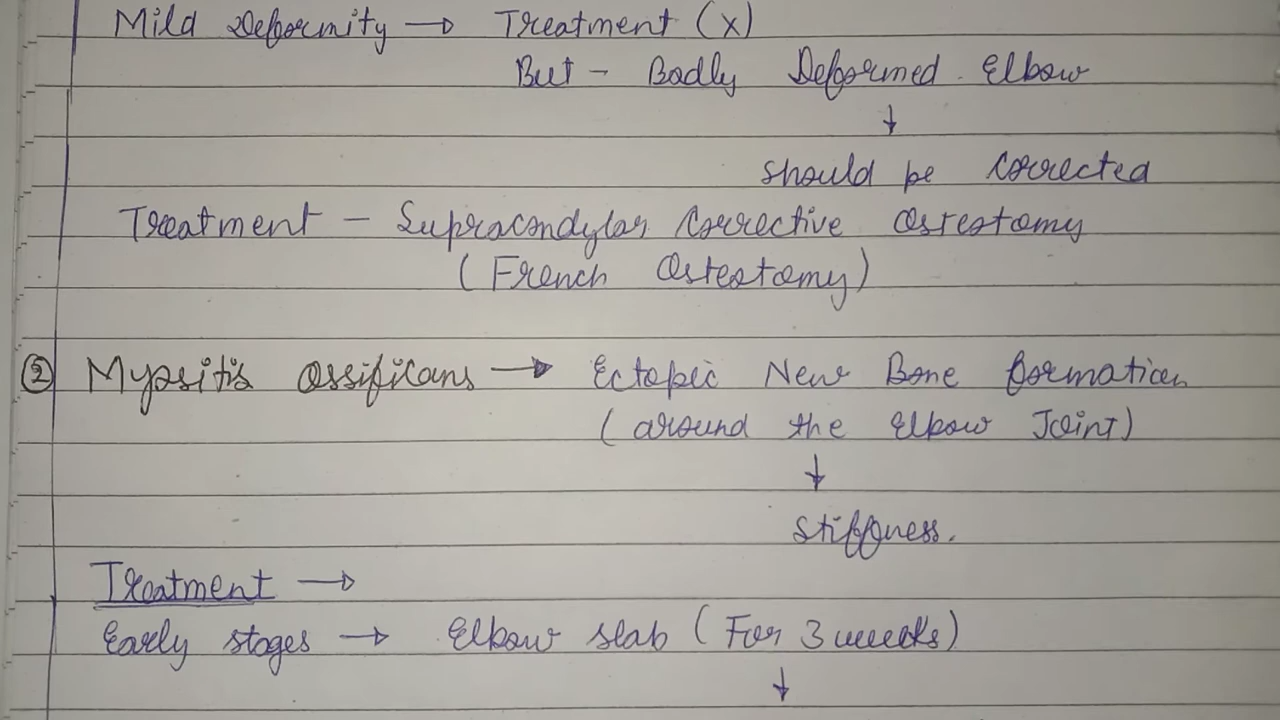 Mild Deformity → Treatment (x)
But - Badly Deformed Elbow
↓
should be corrected
Treatment - Supracondylar Corrective Osteotomy
(French Osteotomy)
② Myositis Ossificans → Ectopic New Bone formation
(around the Elbow Joint)
↓
stiffness.
Treatment →
Early stages → Elbow slab (For 3 weeks)
↓